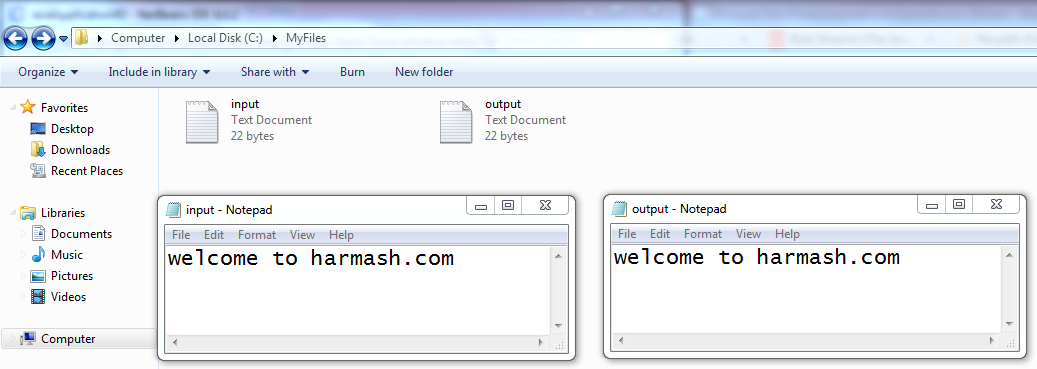 Computer ▸ Local Disk (C:) ▸ MyFiles
Organize Include in library Share with Burn New folder
Favorites
Desktop
Downloads
Recent Places
Libraries
Documents
Music
Pictures
Videos
Computer
input
Text Document
22 bytes
output
Text Document
22 bytes
input - Notepad
File Edit Format View Help
welcome to harmash.com
output - Notepad
File Edit Format View Help
welcome to harmash.com